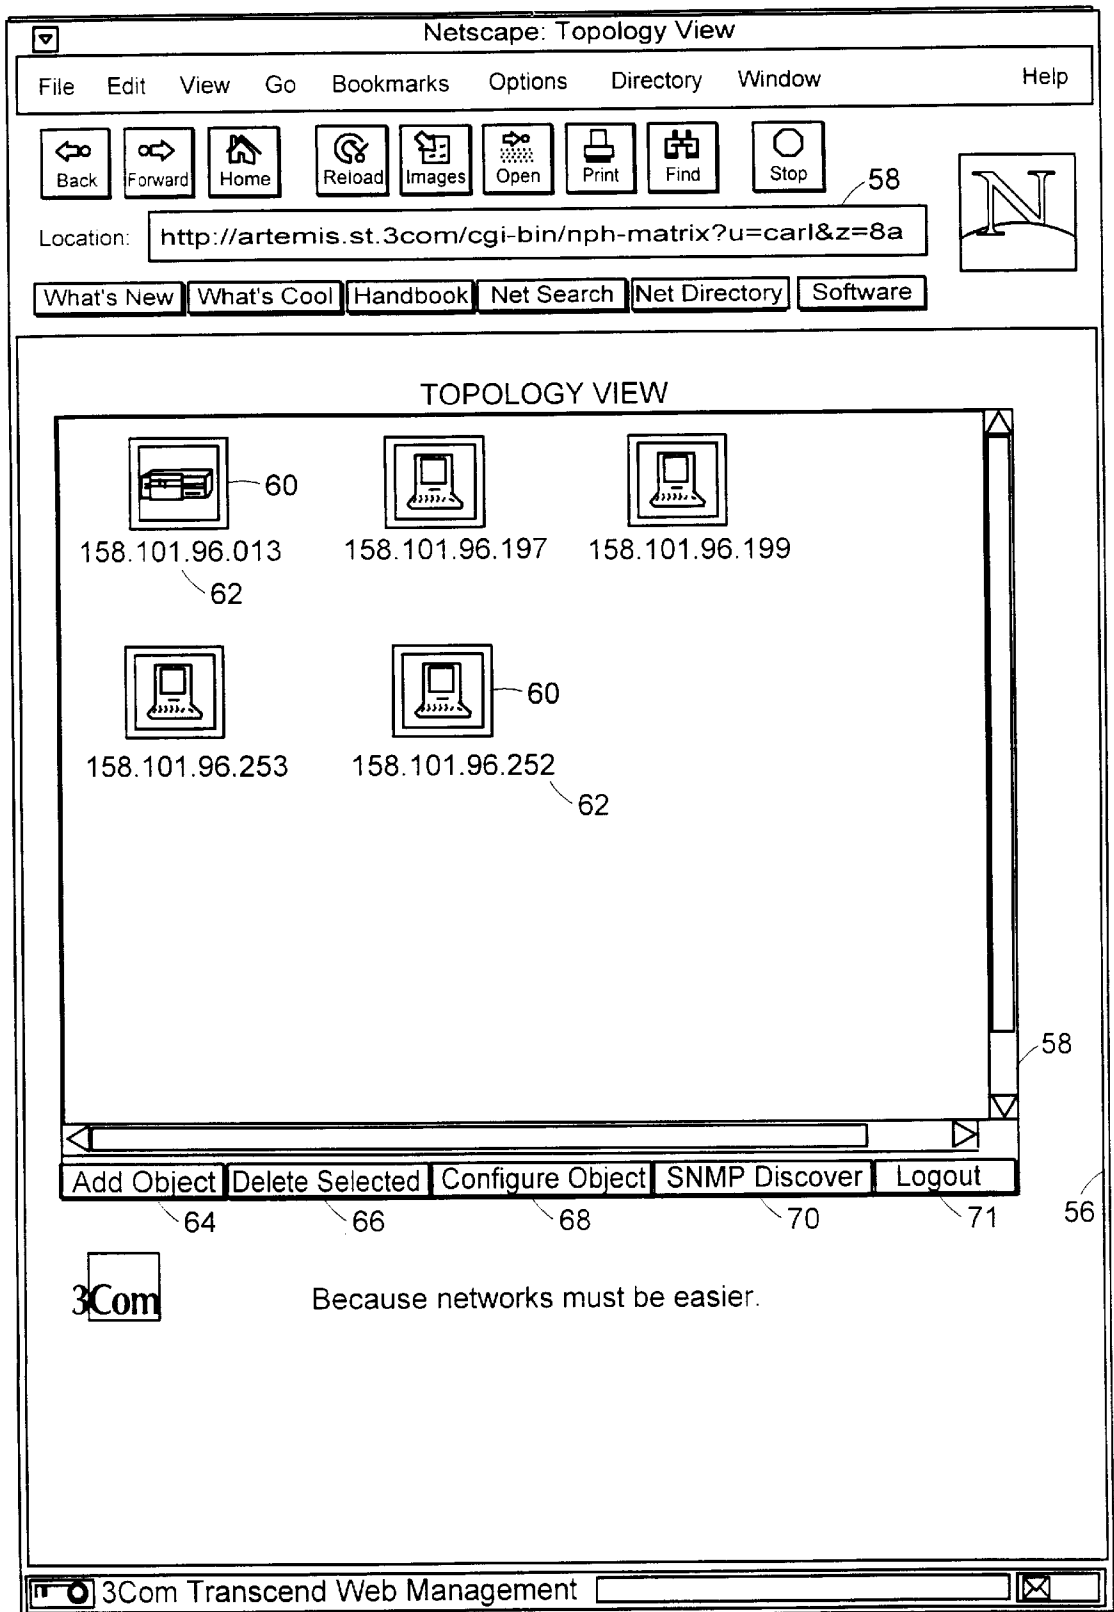 Netscape: Topology View
File Edit View Go Bookmarks Options Directory Window Help
Back Forward Home Reload Images Open Print Find Stop
58
N
Location: http://artemis.st.3com/cgi-bin/nph-matrix?u=carl&z=8a
What's New What's Cool Handbook Net Search Net Directory Software
TOPOLOGY VIEW
60
158.101.96.013 158.101.96.197 158.101.96.199
62
60
158.101.96.253 158.101.96.252
62
58
Add Object Delete Selected Configure Object SNMP Discover Logout
64 66 68 70 71 56
3Com Because networks must be easier.
3Com Transcend Web Management